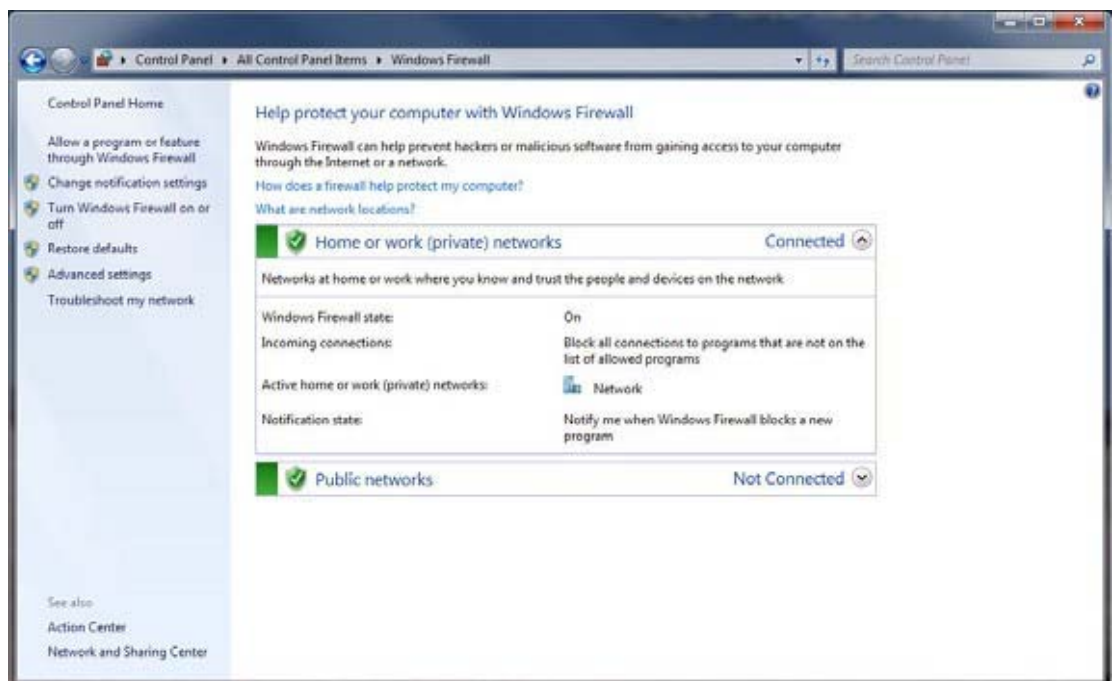 Control Panel ▸ All Control Panel Items ▸ Windows Firewall
Search Control Panel
Control Panel Home
Allow a program or feature
through Windows Firewall
Change notification settings
Turn Windows Firewall on or
off
Restore defaults
Advanced settings
Troubleshoot my network
See also
Action Center
Network and Sharing Center
Help protect your computer with Windows Firewall
Windows Firewall can help prevent hackers or malicious software from gaining access to your computer
through the Internet or a network.
How does a firewall help protect my computer?
What are network locations?
Home or work (private) networks Connected
Networks at home or work where you know and trust the people and devices on the network
Windows Firewall state: On
Incoming connections: Block all connections to programs that are not on the
list of allowed programs
Active home or work (private) networks: Network
Notification state: Notify me when Windows Firewall blocks a new
program
Public networks Not Connected